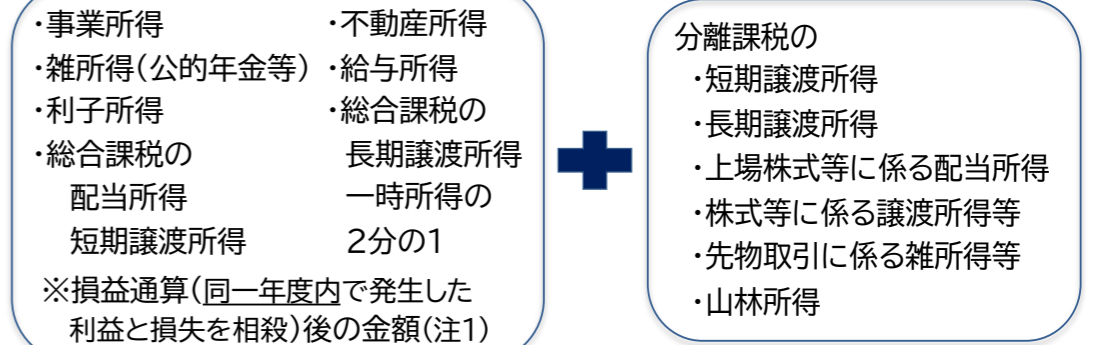 ・事業所得
・雑所得(公的年金等)
・利子所得
・総合課税の
配当所得
短期譲渡所得
・不動産所得
・給与所得
・総合課税の
長期譲渡所得
一時所得の
2分の1
※損益通算(同一年度内で発生した
利益と損失を相殺)後の金額(注1)
分離課税の
・短期譲渡所得
・長期譲渡所得
・上場株式等に係る配当所得
・株式等に係る譲渡所得等
・先物取引に係る雑所得等
・山林所得